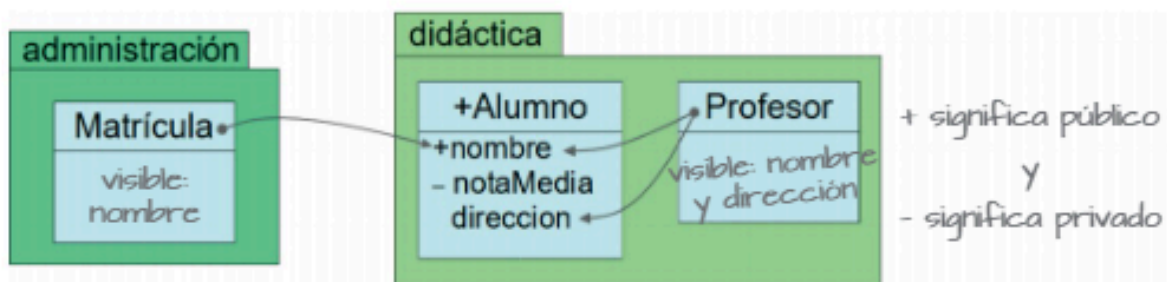 administración
Matrícula
visible:
nombre
didáctica
+Alumno
+nombre
- notaMedia
direccion
Profesor
visible: nombre
y dirección
+ significa público
y
- significa privado